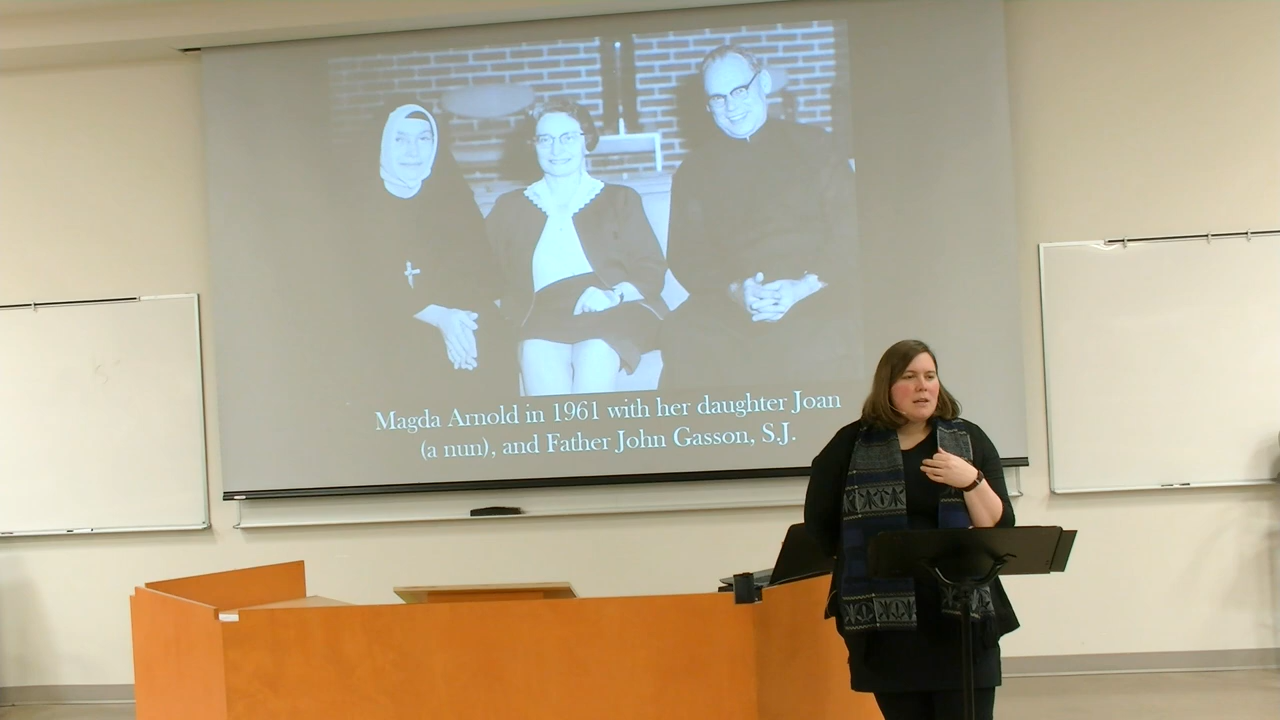 Magda Arnold in 1961 with her daughter Joan
(a nun), and Father John Gasson, S.J.